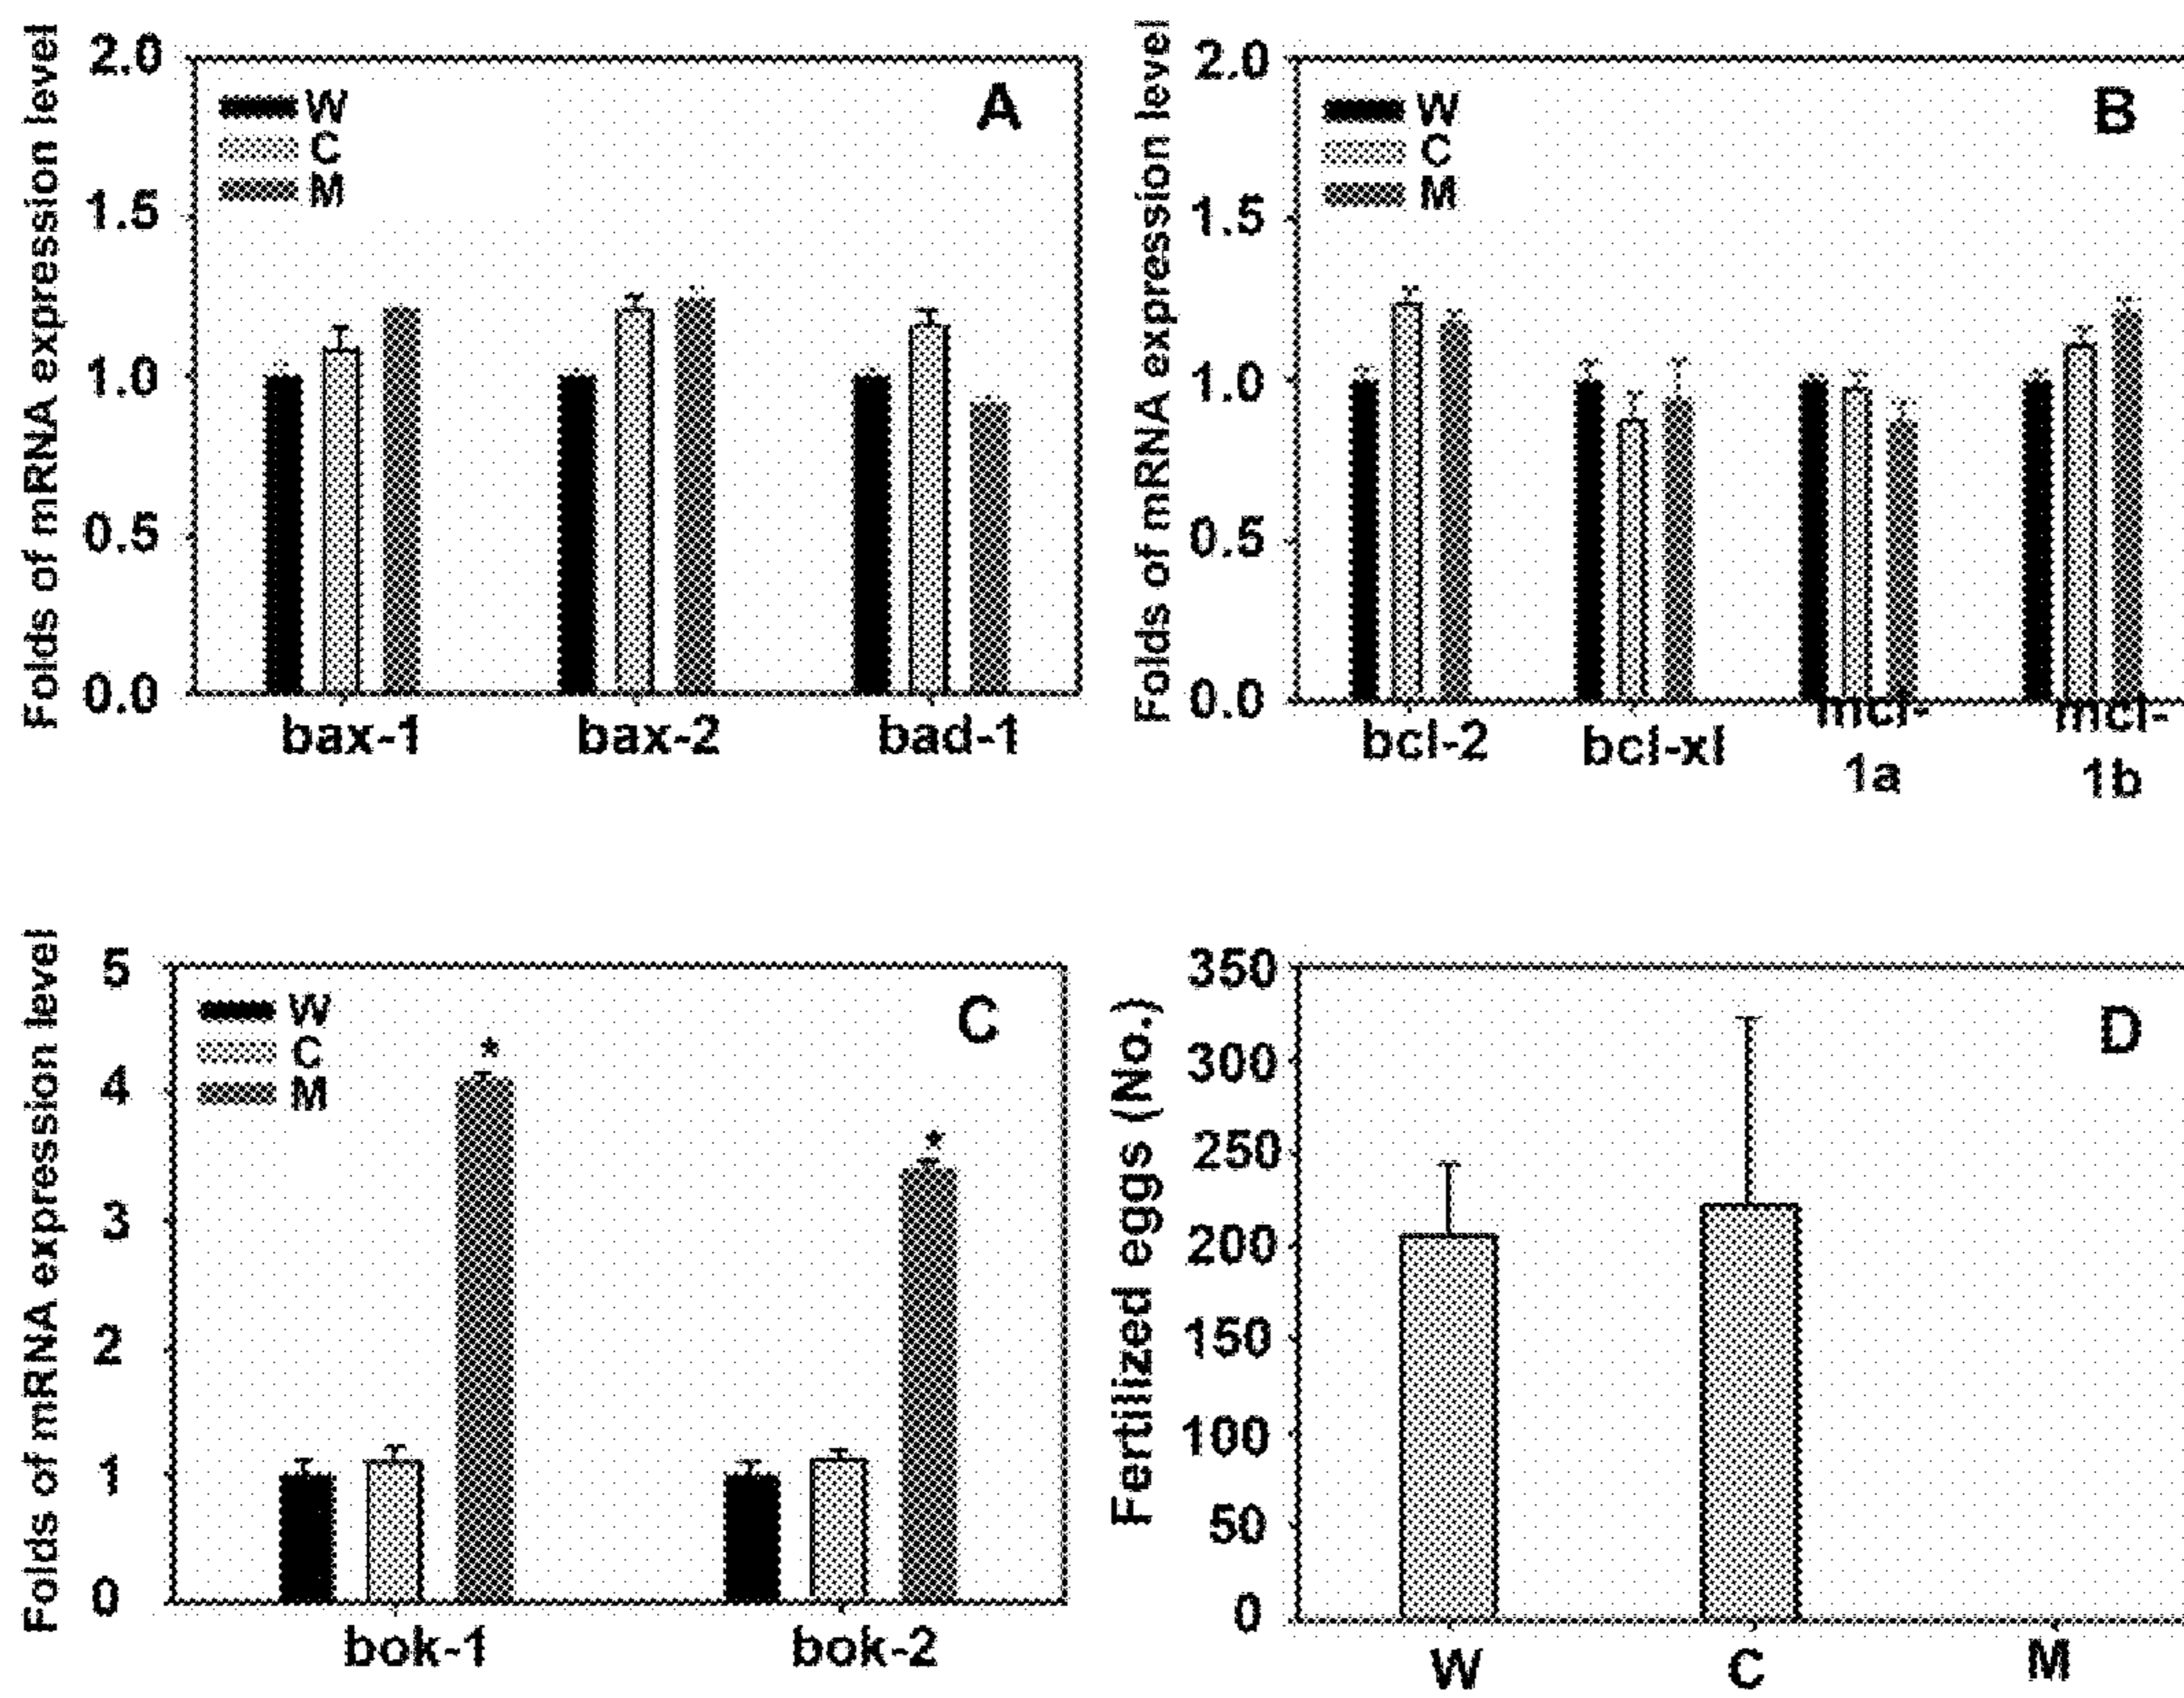 Folds of mRNA expression level
2.0
1.5
1.0
0.5
0.0
W
C
M
A
bax-1 bax-2 bad-1
Folds of mRNA expression level
2.0
1.5
1.0
0.5
0.0
W
C
M
B
bcl-2 bcl-xl mcl- mcl-
1a 1b
Folds of mRNA expression level
5
4
3
2
1
0
W
C
M
C
*
*
bok-1 bok-2
Fertilized eggs (No.)
350
300
250
200
150
100
50
0
D
W C M